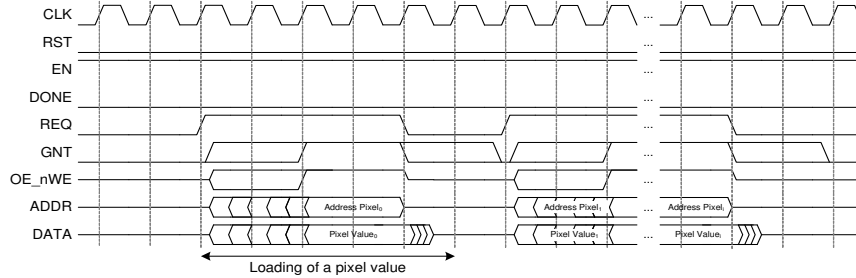 CLK ...
RST ...
EN ...
DONE ...
REQ ...
GNT ...
OE_nWE ...
ADDR Address Pixel₀ Address Pixel₁ ... Address Pixelᵢ
DATA Pixel Value₀ Pixel Value₁ ... Pixel Valueᵢ
Loading of a pixel value